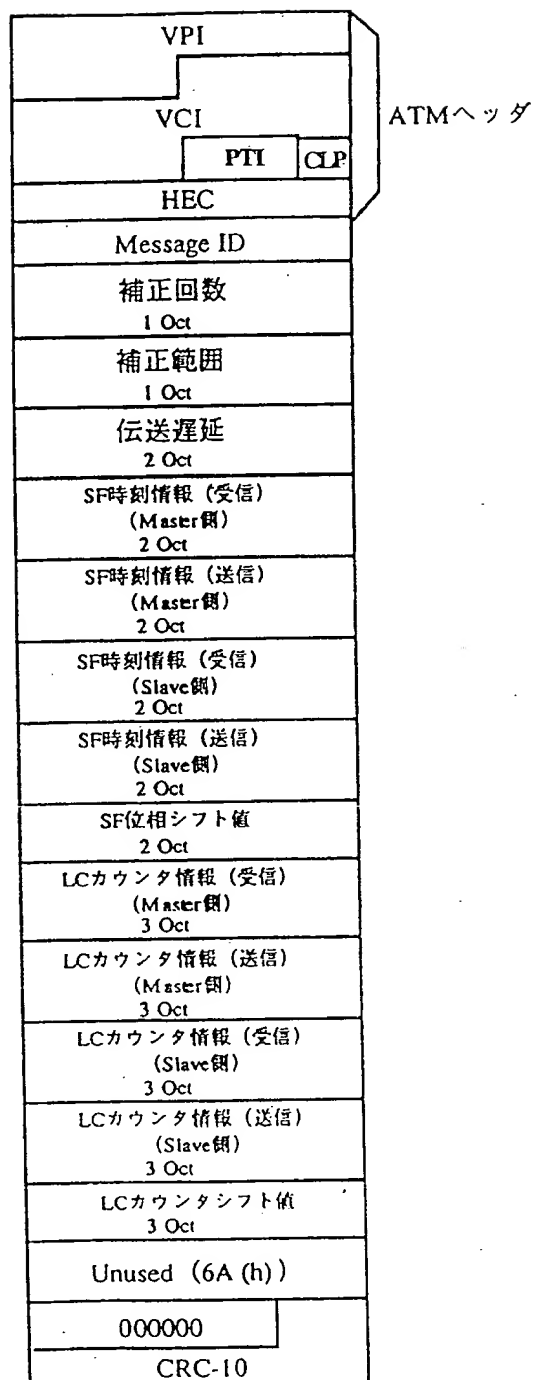 VPI
VCI
ATMヘッダ
PTI
CLP
HEC
Message ID
補正回数
1 Oct
補正範囲
1 Oct
伝送遅延
2 Oct
SF時刻情報（受信）
（Master側）
2 Oct
SF時刻情報（送信）
（Master側）
2 Oct
SF時刻情報（受信）
（Slave側）
2 Oct
SF時刻情報（送信）
（Slave側）
2 Oct
SF位相シフト値
2 Oct
LCカウンタ情報（受信）
（Master側）
3 Oct
LCカウンタ情報（送信）
（Master側）
3 Oct
LCカウンタ情報（受信）
（Slave側）
3 Oct
LCカウンタ情報（送信）
（Slave側）
3 Oct
LCカウンタシフト値
3 Oct
Unused（6A (h)）
000000
CRC-10